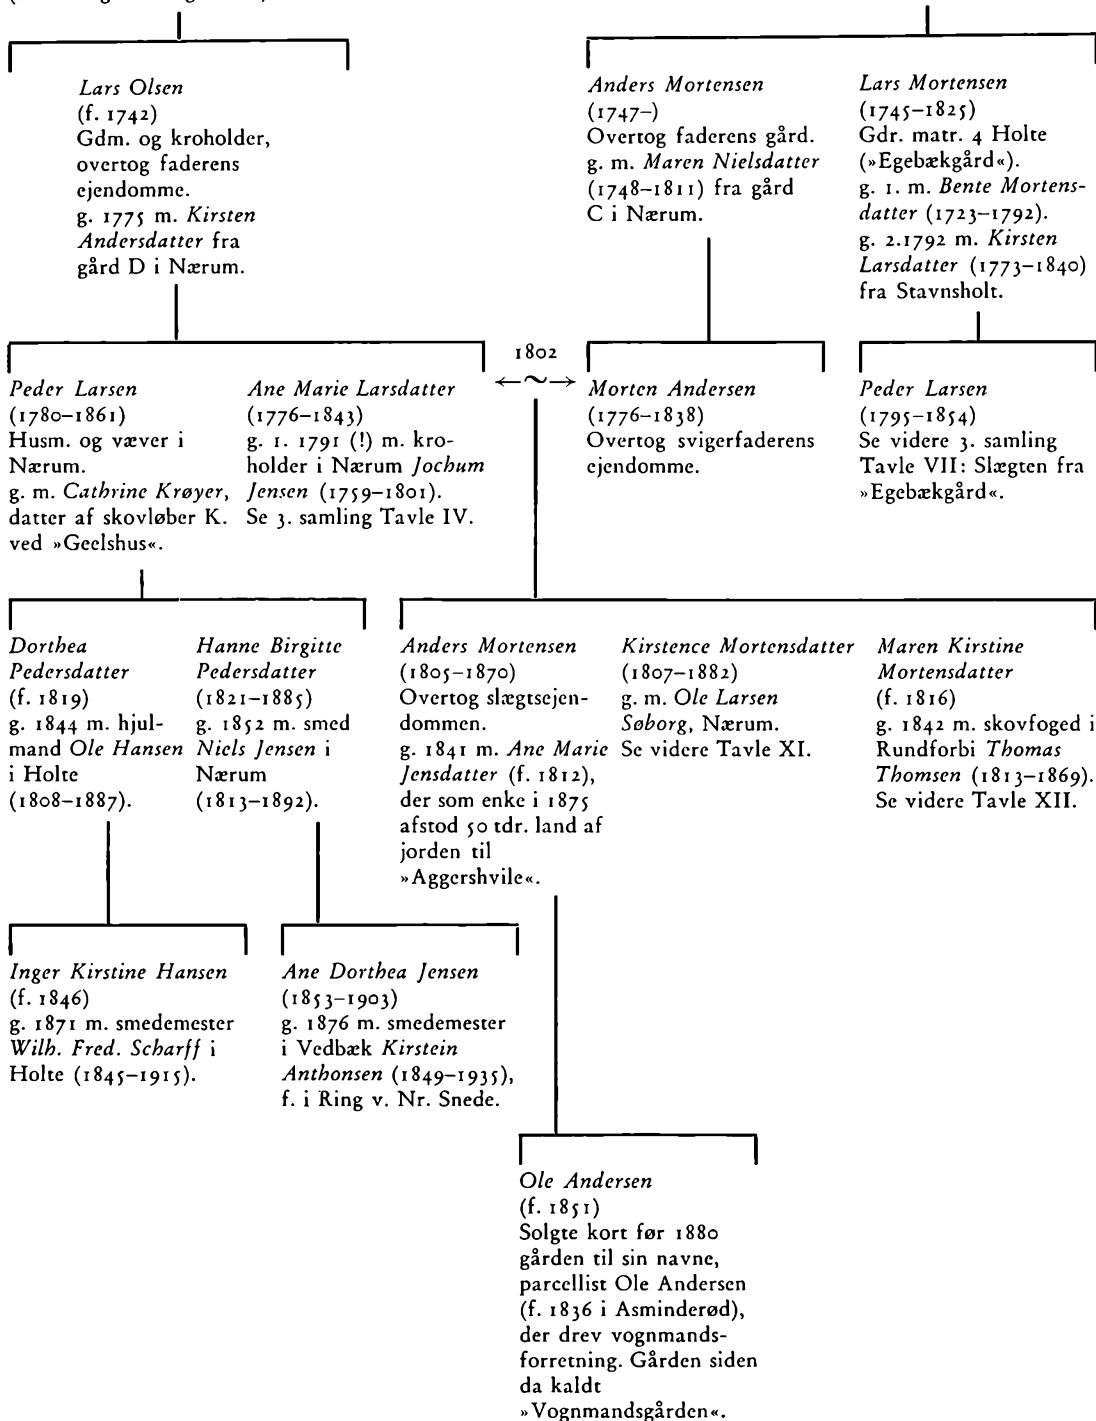 Lars Olsen
(f. 1742)
Gdm. og kroholder,
overtog faderens
ejendomme.
g. 1775 m. Kirsten
Andersdatter fra
gård D i Nærum.
Anders Mortensen
(1747–)
Overtog faderens gård.
g. m. Maren Nielsdatter
(1748–1811) fra gård
C i Nærum.
Lars Mortensen
(1745–1825)
Gdr. matr. 4 Holte
(»Egebækgård«).
g. 1. m. Bente Mortens-
datter (1723–1792).
g. 2.1792 m. Kirsten
Larsdatter (1773–1840)
fra Stavnsholt.
Peder Larsen
(1780–1861)
Husm. og væver i
Nærum.
g. m. Cathrine Krøyer,
datter af skovløber K.
ved »Geelshus«.
Ane Marie Larsdatter
(1776–1843)
g. 1. 1791 (!) m. kro-
holder i Nærum Jochum
Jensen (1759–1801).
Se 3. samling Tavle IV.
1802
←~→
Morten Andersen
(1776–1838)
Overtog svigerfaderens
ejendomme.
Peder Larsen
(1795–1854)
Se videre 3. samling
Tavle VII: Slægten fra
»Egebækgård«.
Dorthea
Pedersdatter
(f. 1819)
g. 1844 m. hjul-
mand Ole Hansen
i Holte
(1808–1887).
Hanne Birgitte
Pedersdatter
(1821–1885)
g. 1852 m. smed
Niels Jensen i
Nærum
(1813–1892).
Anders Mortensen
(1805–1870)
Overtog slægtsejen-
dommen.
g. 1841 m. Ane Marie
Jensdatter (f. 1812),
der som enke i 1875
afstod 50 tdr. land af
jorden til
»Aggershvile«.
Kirstence Mortensdatter
(1807–1882)
g. m. Ole Larsen
Søborg, Nærum.
Se videre Tavle XI.
Maren Kirstine
Mortensdatter
(f. 1816)
g. 1842 m. skovfoged i
Rundforbi Thomas
Thomsen (1813–1869).
Se videre Tavle XII.
Inger Kirstine Hansen
(f. 1846)
g. 1871 m. smedemester
Wilh. Fred. Scharff i
Holte (1845–1915).
Ane Dorthea Jensen
(1853–1903)
g. 1876 m. smedemester
i Vedbæk Kirstein
Anthonsen (1849–1935),
f. i Ring v. Nr. Snede.
Ole Andersen
(f. 1851)
Solgte kort før 1880
gården til sin navne,
parcellist Ole Andersen
(f. 1836 i Asminderød),
der drev vognmands-
forretning. Gården siden
da kaldt
»Vognmandsgården«.